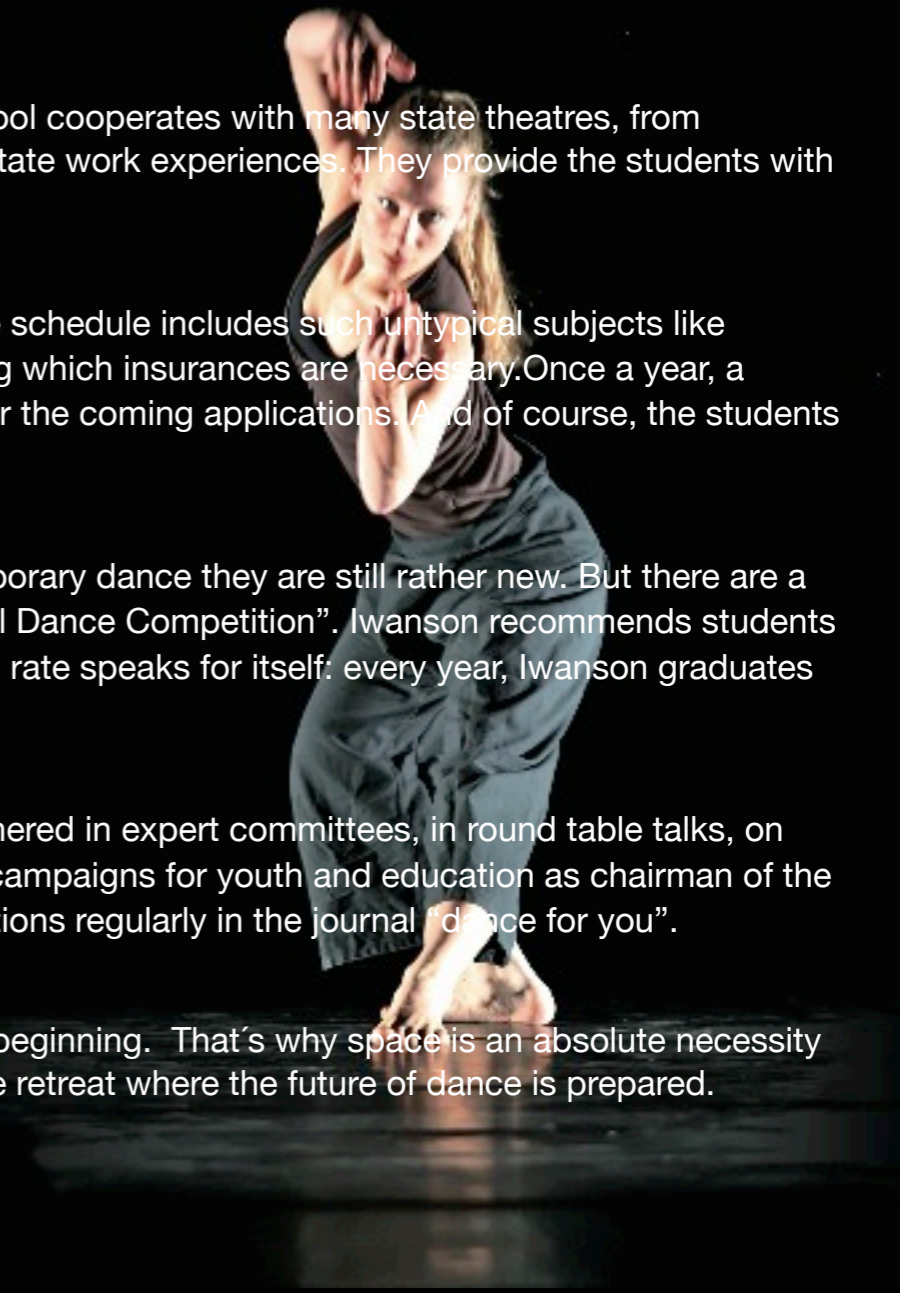 ool cooperates with many state theatres, from
tate work experiences. They provide the students with
schedule includes such untypical subjects like
g which insurances are necessary.Once a year, a
r the coming applications. And of course, the students
porary dance they are still rather new. But there are a
l Dance Competition”. Iwanson recommends students
rate speaks for itself: every year, Iwanson graduates
hered in expert committees, in round table talks, on
campaigns for youth and education as chairman of the
tions regularly in the journal “dance for you”.
beginning.  That´s why space is an absolute necessity
e retreat where the future of dance is prepared.